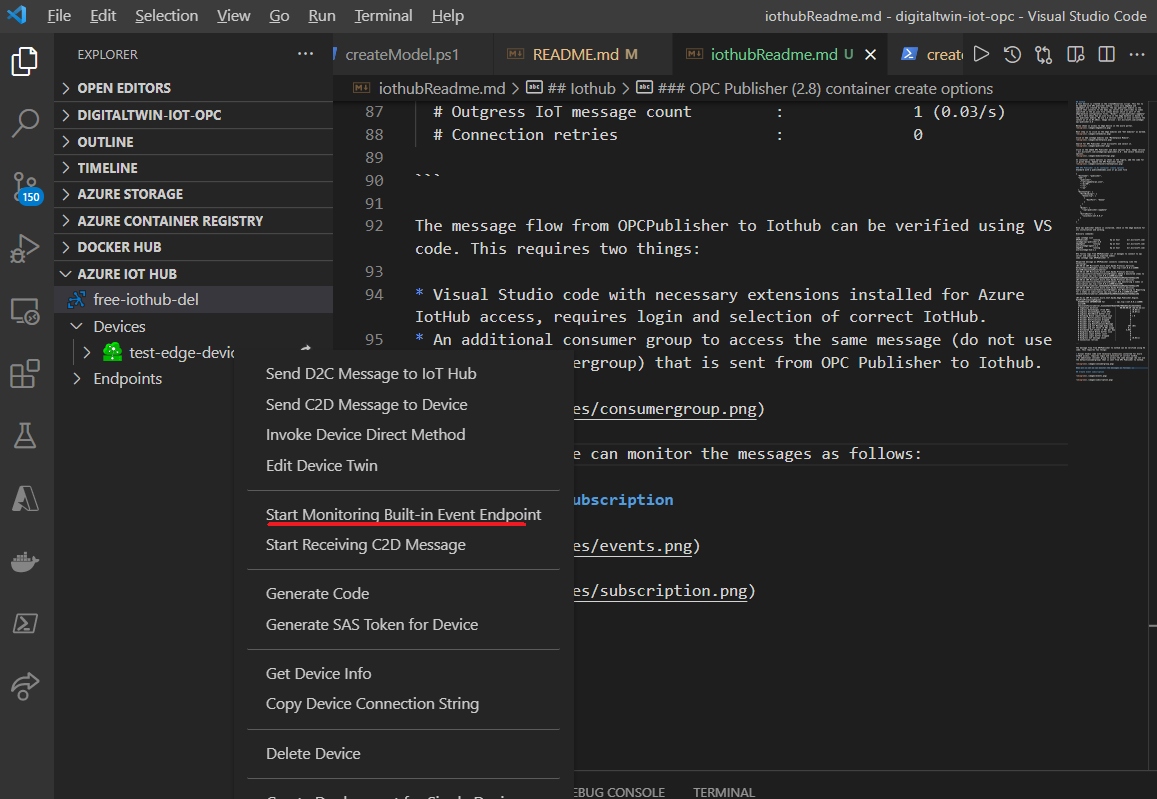 File Edit Selection View Go Run Terminal Help
iothubReadme.md - digitaltwin-iot-opc - Visual Studio Code
EXPLORER
createModel.ps1
README.md M
iothubReadme.md U
iothubReadme.md > ## Iothub > ### OPC Publisher (2.8) container create options
OPEN EDITORS
DIGITALTWIN-IOT-OPC
OUTLINE
TIMELINE
AZURE STORAGE
150
AZURE CONTAINER REGISTRY
DOCKER HUB
AZURE IOT HUB
free-iothub-del
Devices
test-edge-devic
Endpoints
87 # Outgress IoT message count : 1 (0.03/s)
88 # Connection retries : 0
89
90 ```
91
92 The message flow from OPCPublisher to Iothub can be verified using VS
code. This requires two things:
93
94 * Visual Studio code with necessary extensions installed for Azure
IotHub access, requires login and selection of correct IotHub.
95 * An additional consumer group to access the same message (do not use
ergroup) that is sent from OPC Publisher to Iothub.
es/consumergroup.png)
e can monitor the messages as follows:
ubscription
es/events.png)
es/subscription.png)
Send D2C Message to IoT Hub
Send C2D Message to Device
Invoke Device Direct Method
Edit Device Twin
Start Monitoring Built-in Event Endpoint
Start Receiving C2D Message
Generate Code
Generate SAS Token for Device
Get Device Info
Copy Device Connection String
Delete Device
EBUG CONSOLE
TERMINAL